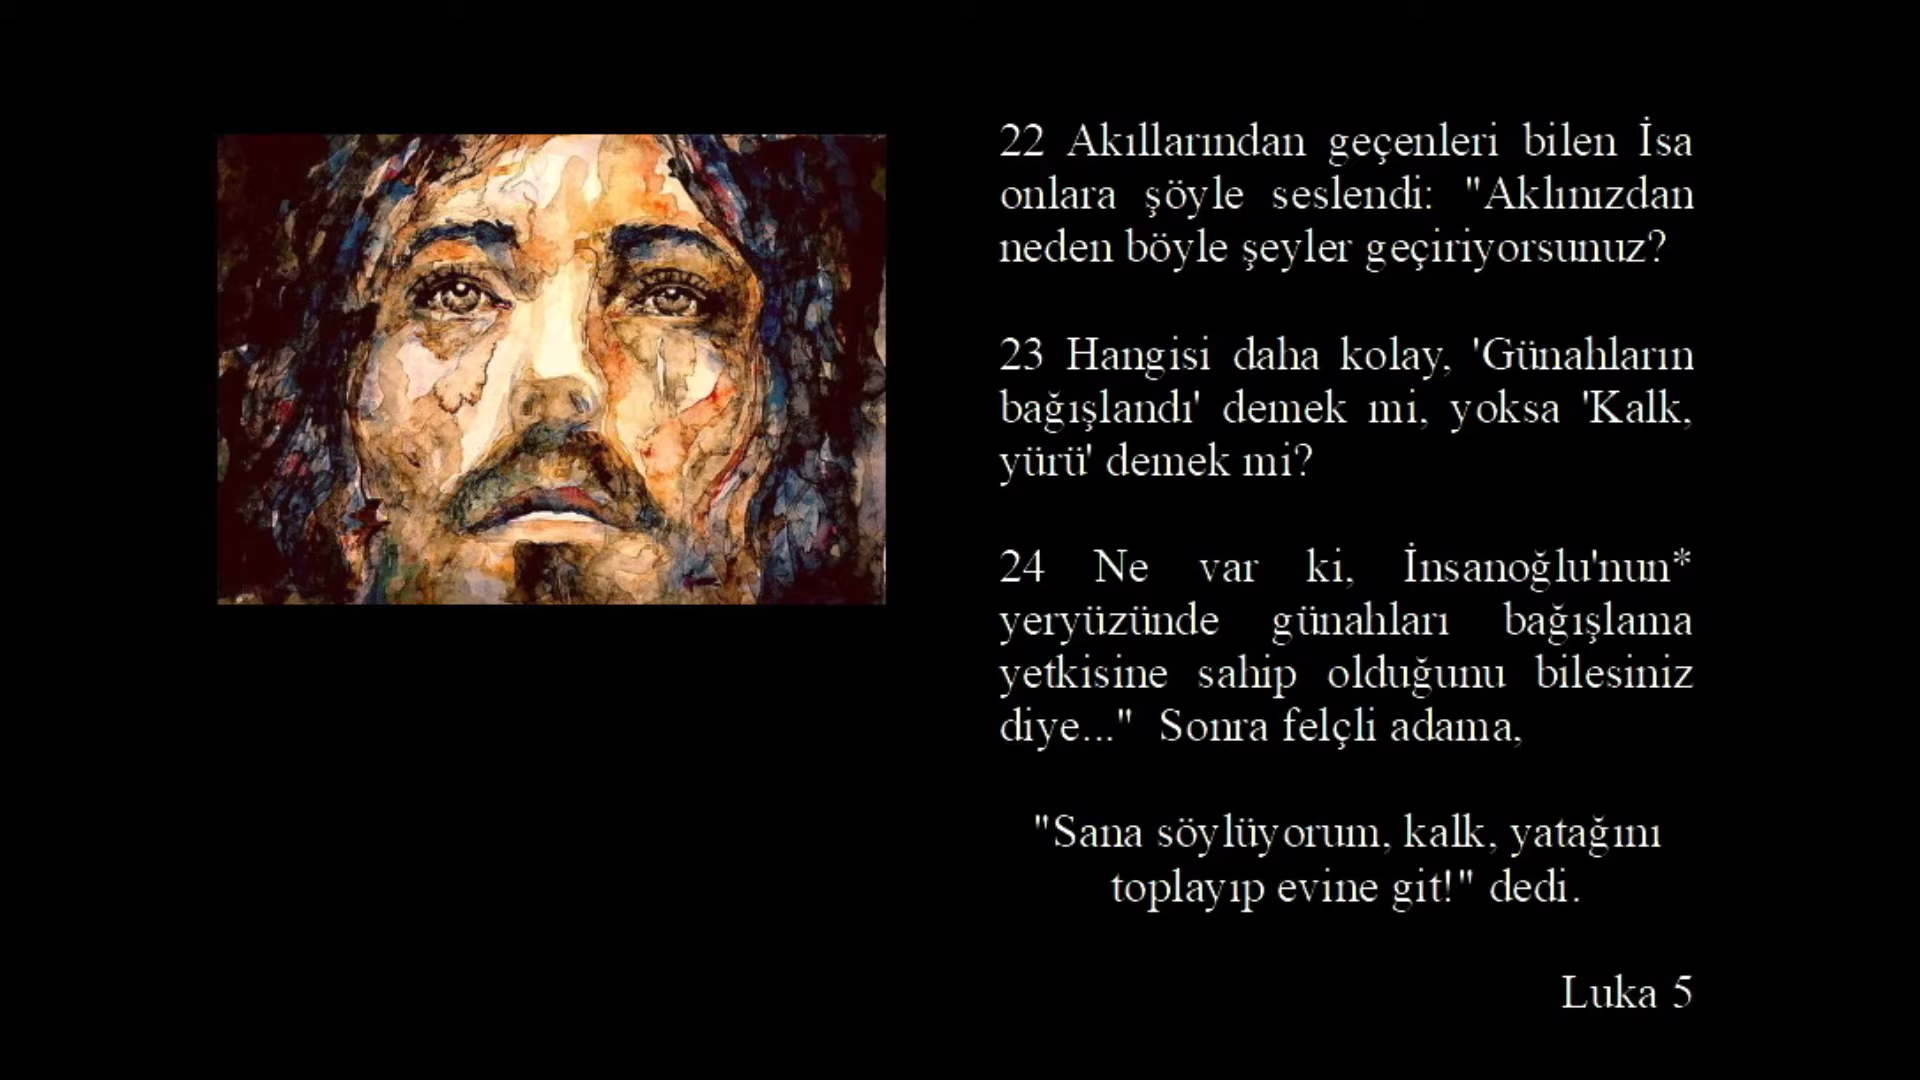 22 Akıllarından geçenleri bilen İsa
onlara şöyle seslendi: "Aklınızdan
neden böyle şeyler geçiriyorsunuz?
23 Hangisi daha kolay, 'Günahların
bağışlandı' demek mi, yoksa 'Kalk,
yürü' demek mi?
24 Ne var ki, İnsanoğlu'nun*
yeryüzünde günahları bağışlama
yetkisine sahip olduğunu bilesiniz
diye..." Sonra felçli adama,
"Sana söylüyorum, kalk, yatağını
toplayıp evine git!" dedi.
Luka 5